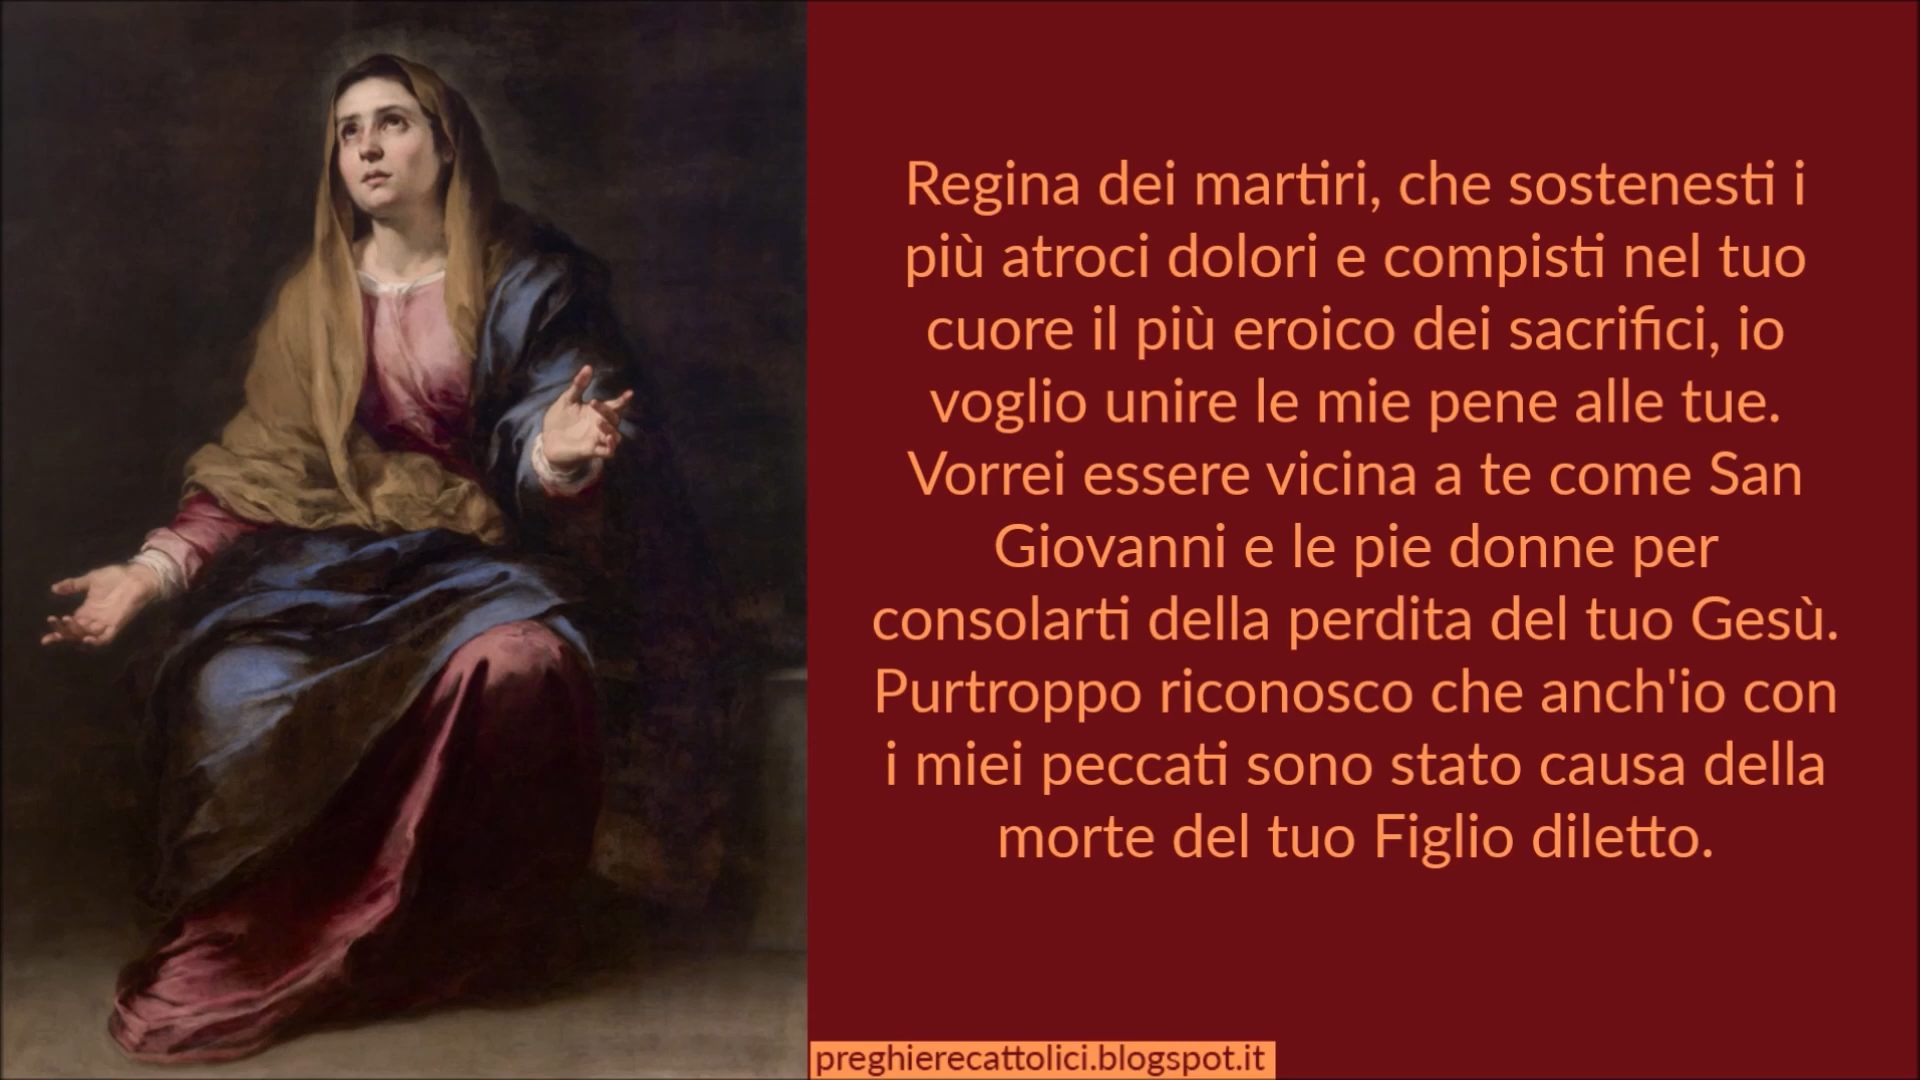 Regina dei martiri, che sostenesti i
più atroci dolori e compisti nel tuo
cuore il più eroico dei sacrifici, io
voglio unire le mie pene alle tue.
Vorrei essere vicina a te come San
Giovanni e le pie donne per
consolarti della perdita del tuo Gesù.
Purtroppo riconosco che anch'io con
i miei peccati sono stato causa della
morte del tuo Figlio diletto.
preghierecattolici.blogspot.it